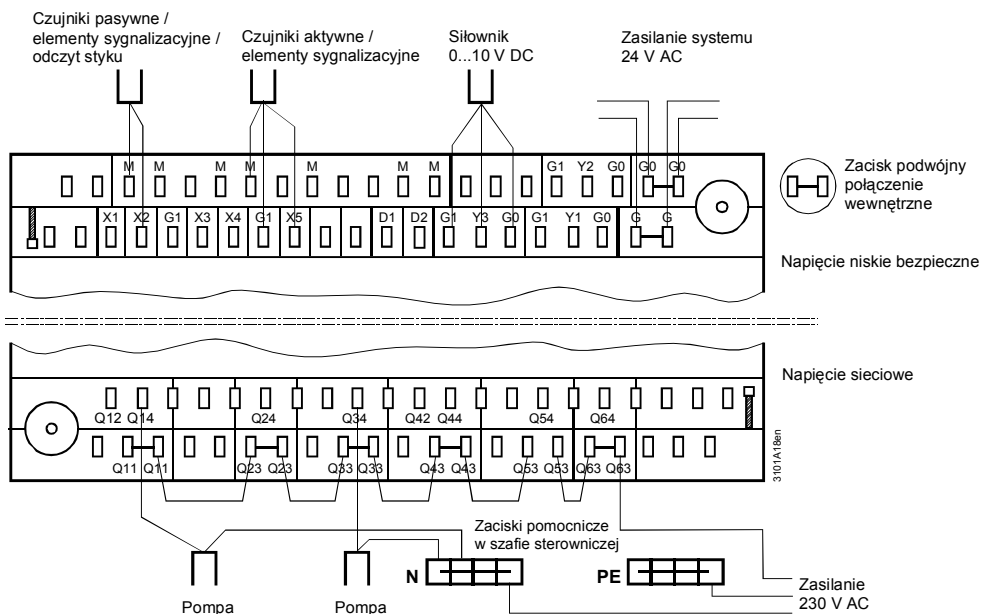 Czujniki pasywne /
elementy sygnalizacyjne /
odczyt styku
Czujniki aktywne /
elementy sygnalizacyjne
Siłownik
0...10 V DC
Zasilanie systemu
24 V AC
M M M M M M M G1 Y2 G0 G0 G0
X1 X2 G1 X3 X4 G1 X5 D1 D2 G1 Y3 G0 G1 Y1 G0 G G
Zacisk podwójny
połączenie
wewnętrzne
Napięcie niskie bezpieczne
Napięcie sieciowe
Q12 Q14 Q24 Q34 Q42 Q44 Q54 Q64
Q11 Q11 Q23 Q23 Q33 Q33 Q43 Q43 Q53 Q53 Q63 Q63
3101A18en
Zaciski pomocnicze
w szafie sterowniczej
N
PE
Pompa
Pompa
Zasilanie
230 V AC